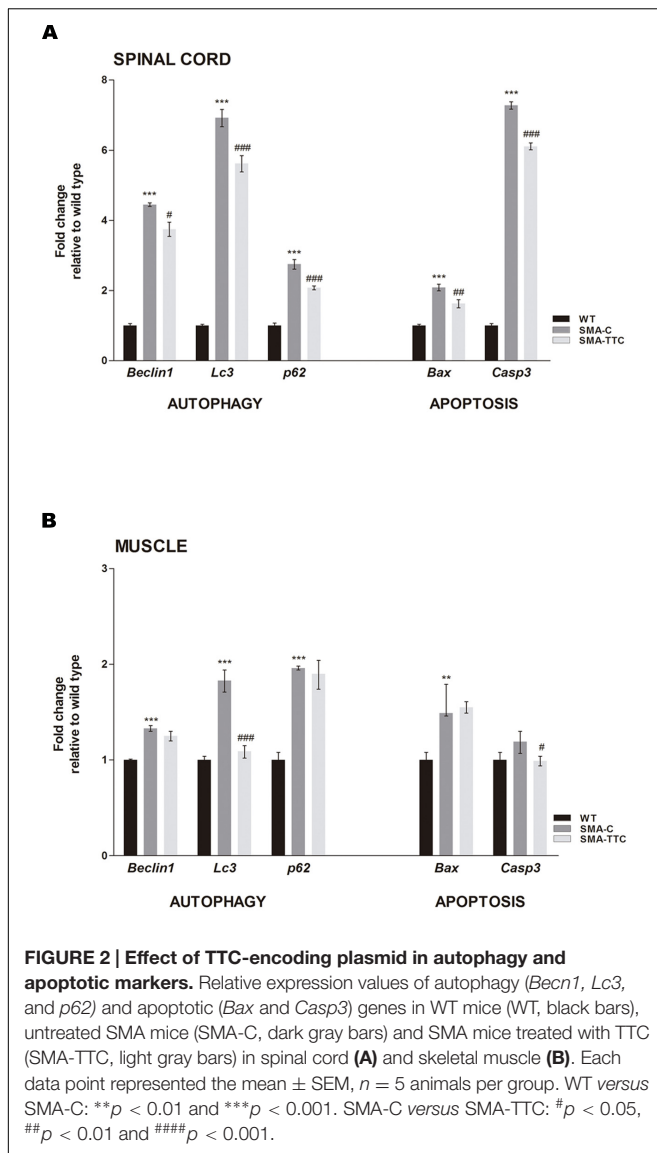 A
SPINAL CORD
Fold change
relative to wild type
8
6
4
2
0
***
#
***
###
***
###
***
##
***
###
WT
SMA-C
SMA-TTC
Beclin1 Lc3 p62 Bax Casp3
AUTOPHAGY APOPTOSIS
B
MUSCLE
Fold change
relative to wild type
3
2
1
0
***
***
###
***
**
#
WT
SMA-C
SMA-TTC
Beclin1 Lc3 p62 Bax Casp3
AUTOPHAGY APOPTOSIS
FIGURE 2 | Effect of TTC-encoding plasmid in autophagy and
apoptotic markers. Relative expression values of autophagy (Becn1, Lc3,
and p62) and apoptotic (Bax and Casp3) genes in WT mice (WT, black bars),
untreated SMA mice (SMA-C, dark gray bars) and SMA mice treated with TTC
(SMA-TTC, light gray bars) in spinal cord (A) and skeletal muscle (B). Each
data point represented the mean ± SEM, n = 5 animals per group. WT versus
SMA-C: **p < 0.01 and ***p < 0.001. SMA-C versus SMA-TTC: #p < 0.05,
##p < 0.01 and ####p < 0.001.